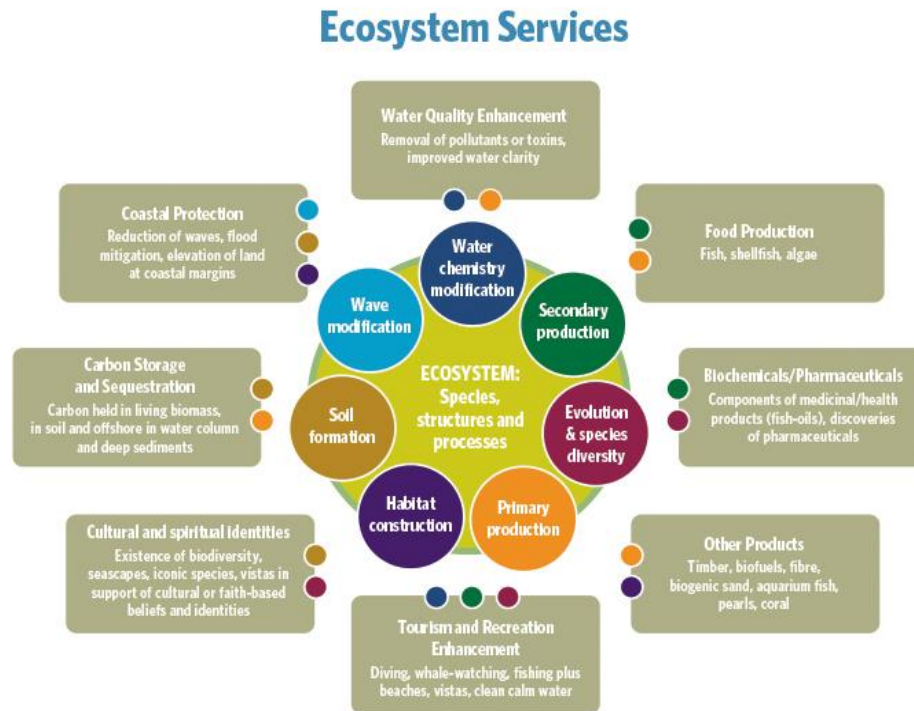 Ecosystem Services
Water Quality Enhancement
Removal of pollutants or toxins,
improved water clarity
Coastal Protection
Reduction of waves, flood
mitigation, elevation of land
at coastal margins
Food Production
Fish, shellfish, algae
Water
chemistry
modification
Wave
modification
Secondary
production
Carbon Storage
and Sequestration
Carbon held in living biomass,
in soil and offshore in water column
and deep sediments
Soil
formation
ECOSYSTEM:
Species,
structures and
processes
Evolution
& species
diversity
Biochemicals/Pharmaceuticals
Components of medicinal/health
products (fish-oils), discoveries
of pharmaceuticals
Habitat
construction
Primary
production
Cultural and spiritual identities
Existence of biodiversity,
seascapes, iconic species, vistas in
support of cultural or faith-based
beliefs and identities
Other Products
Timber, biofuels, fibre,
biogenic sand, aquarium fish,
pearls, coral
Tourism and Recreation
Enhancement
Diving, whale-watching, fishing plus
beaches, vistas, clean calm water